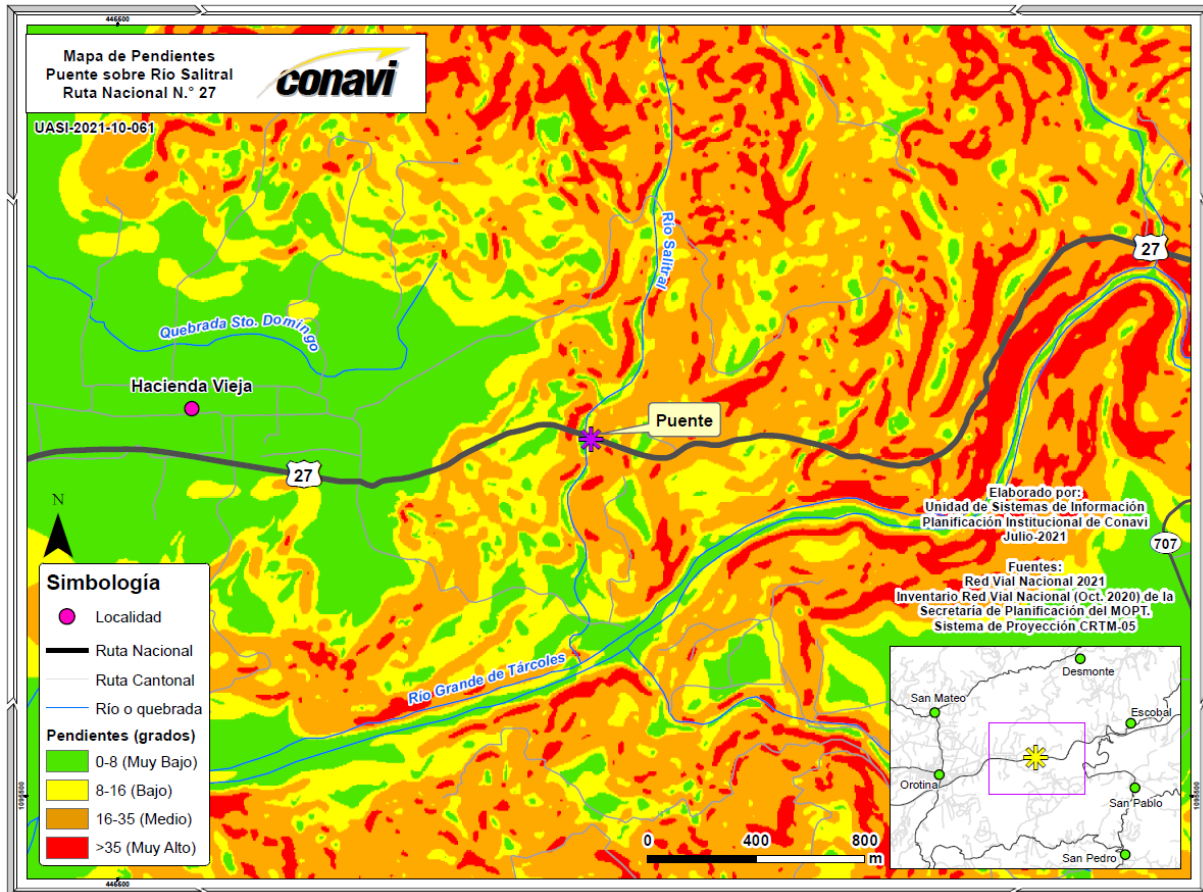 446600
Mapa de Pendientes
Puente sobre Río Salitral
Ruta Nacional N.° 27
conavi
UASI-2021-10-061
Río Salitral
27
Quebrada Sto. Domingo
Hacienda Vieja
Puente
27
N
Elaborado por:
Unidad de Sistemas de Información
Planificación Institucional de Conavi
Julio-2021
707
Fuentes:
Red Vial Nacional 2021
Inventario Red Vial Nacional (Oct. 2020) de la
Secretaría de Planificación del MOPT.
Sistema de Proyección CRTM-05
Río Grande de Tárcoles
Simbología
Localidad
Ruta Nacional
Ruta Cantonal
Río o quebrada
Pendientes (grados)
0-8 (Muy Bajo)
8-16 (Bajo)
16-35 (Medio)
>35 (Muy Alto)
0 400 800
m
Desmonte
San Mateo
Escobal
Orotina
San Pablo
San Pedro